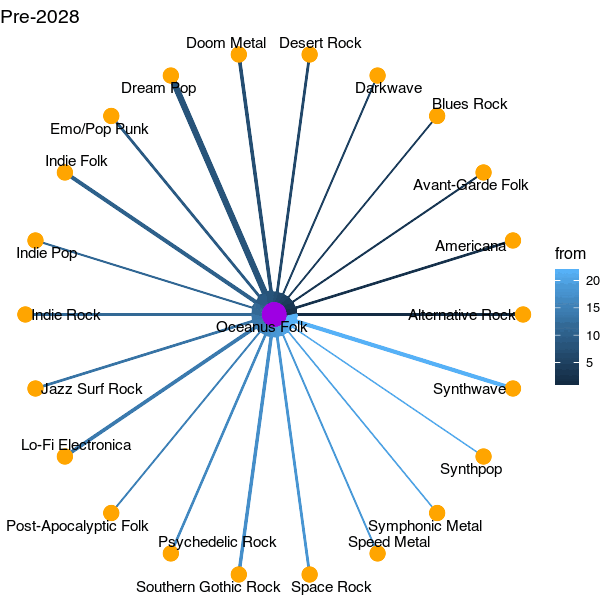 Pre-2028
Doom Metal
Desert Rock
Dream Pop
Darkwave
Blues Rock
Emo/Pop Punk
Indie Folk
Avant-Garde Folk
Americana
Indie Pop
from
20
15
10
5
Indie Rock
Oceanus Folk
Alternative Rock
Jazz Surf Rock
Synthwave
Lo-Fi Electronica
Synthpop
Post-Apocalyptic Folk
Symphonic Metal
Psychedelic Rock
Speed Metal
Southern Gothic Rock
Space Rock